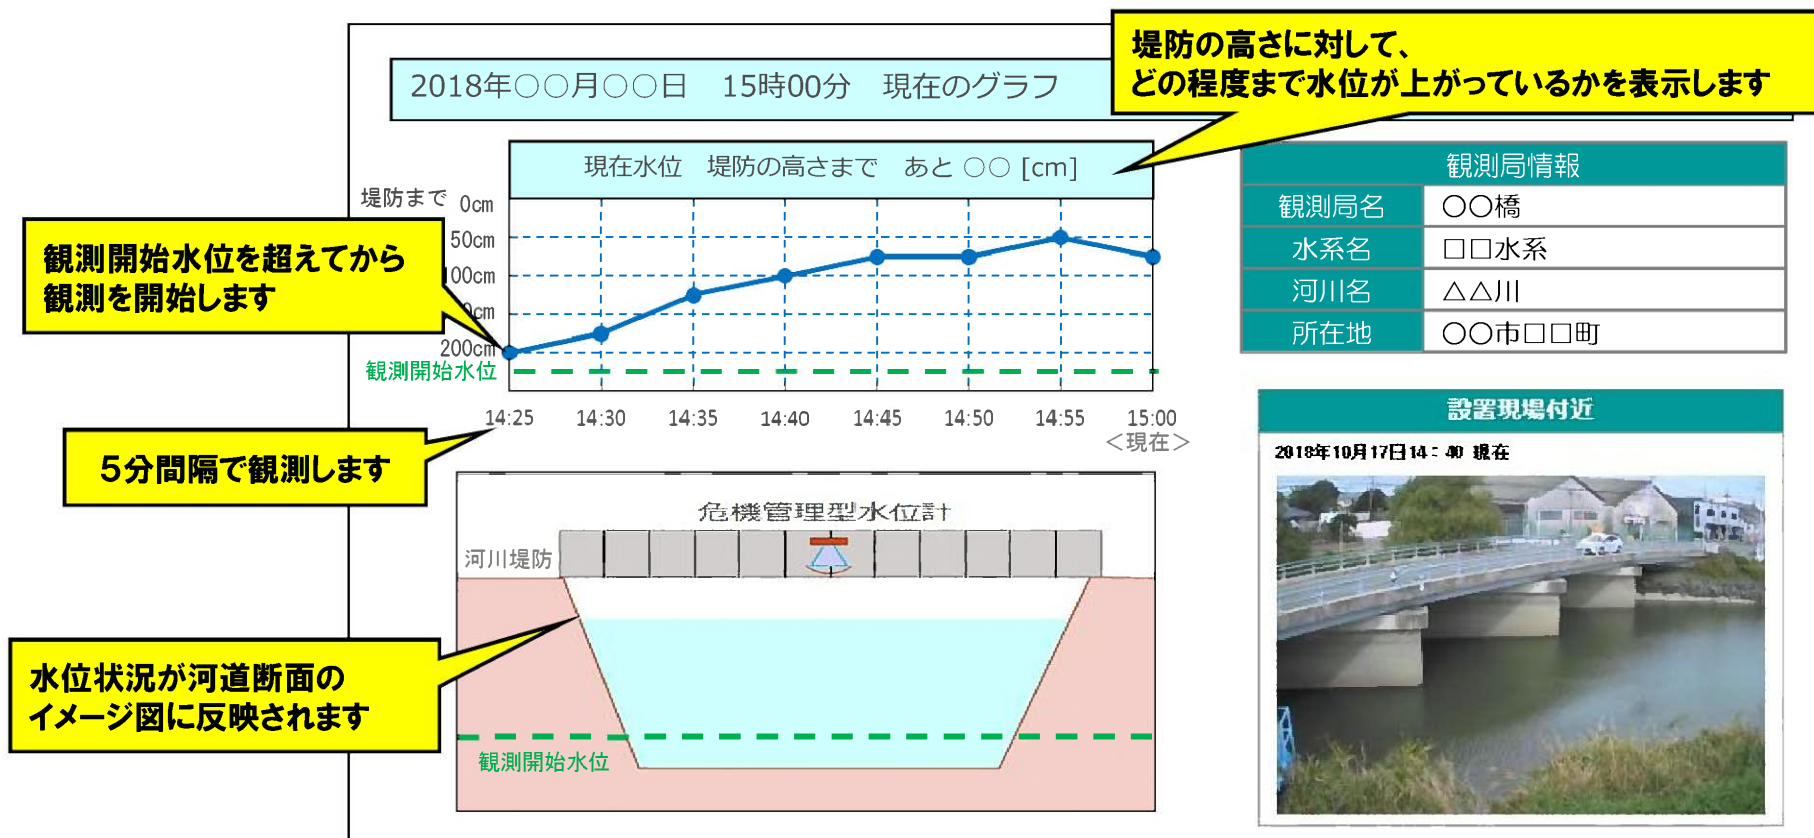 堤防の高さに対して、
どの程度まで水位が上がっているかを表示します
2018年○○月○○日　15時00分　現在のグラフ
現在水位　堤防の高さまで　あと ○○ [cm]
堤防まで
0cm
50cm
100cm
0cm
200cm
観測開始水位
観測開始水位を超えてから
観測を開始します
14:25 14:30 14:35 14:40 14:45 14:50 14:55 15:00
＜現在＞
5分間隔で観測します
観測局情報
観測局名 ○○橋
水系名 □□水系
河川名 △△川
所在地 ○○市□□町
設置現場付近
2018年10月17日14：40 現在
危機管理型水位計
河川堤防
水位状況が河道断面の
イメージ図に反映されます
観測開始水位